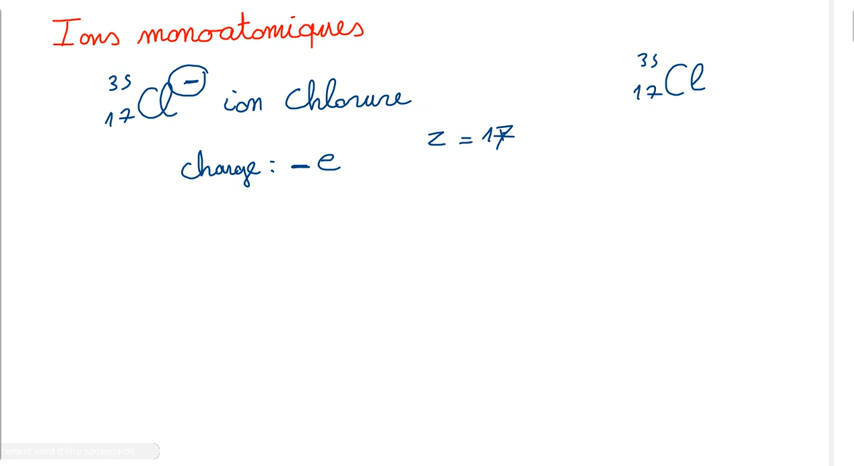 Ions monoatomiques
³⁵₁₇Cl⁻ ion chlorure
³⁵₁₇Cl
Z = 17
charge : - e